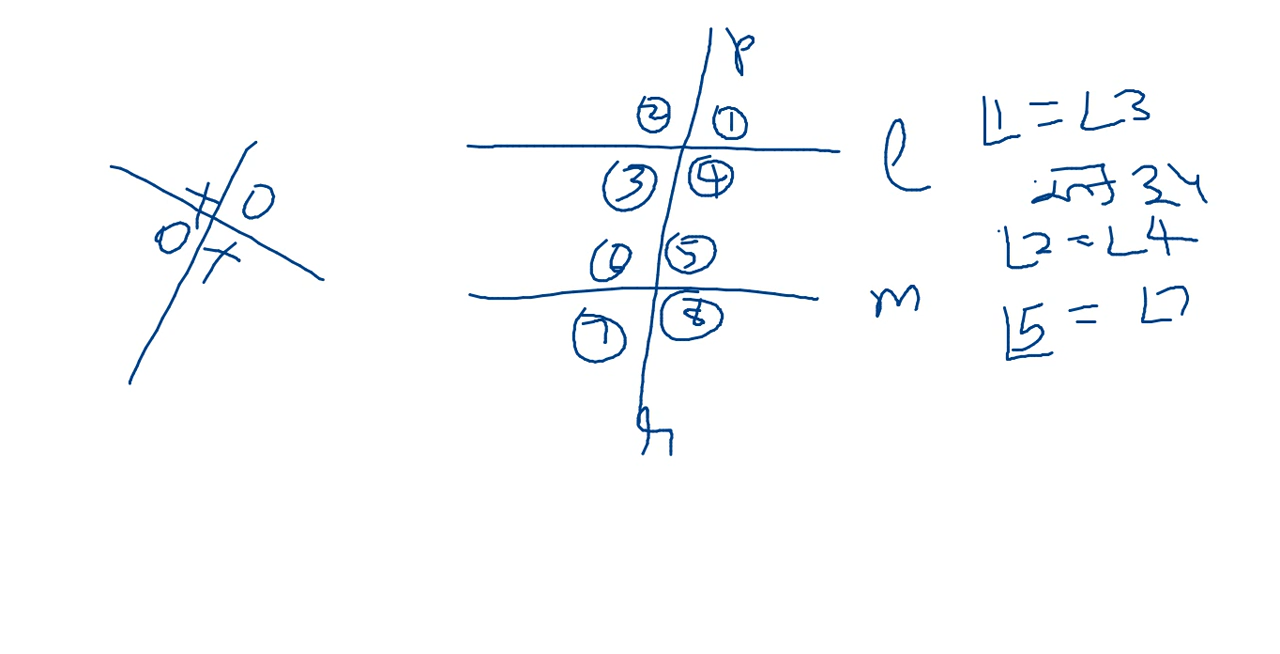 p
② ①
l
③ ④
⑥ ⑤
m
⑦ ⑧
∠1 = ∠3
∠2 = ∠4
∠5 = ∠7